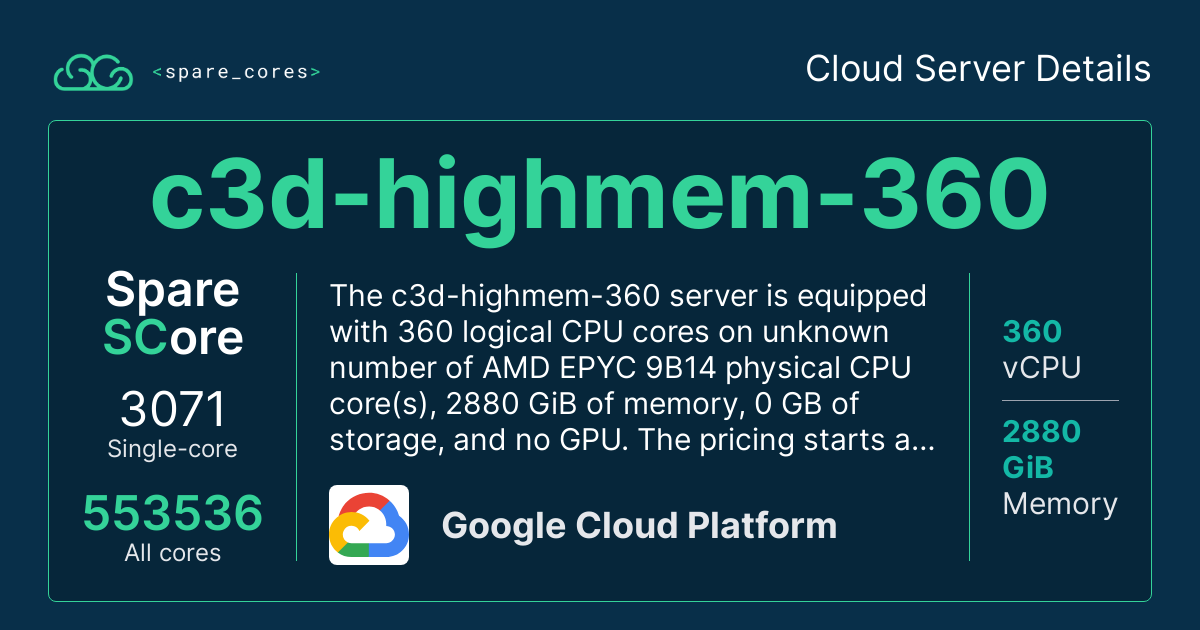 <spare_cores>
Cloud Server Details
c3d-highmem-360
Spare
SCore
3071
Single-core
553536
All cores
The c3d-highmem-360 server is equipped
with 360 logical CPU cores on unknown
number of AMD EPYC 9B14 physical CPU
core(s), 2880 GiB of memory, 0 GB of
storage, and no GPU. The pricing starts a...
Google Cloud Platform
360
vCPU
2880
GiB
Memory